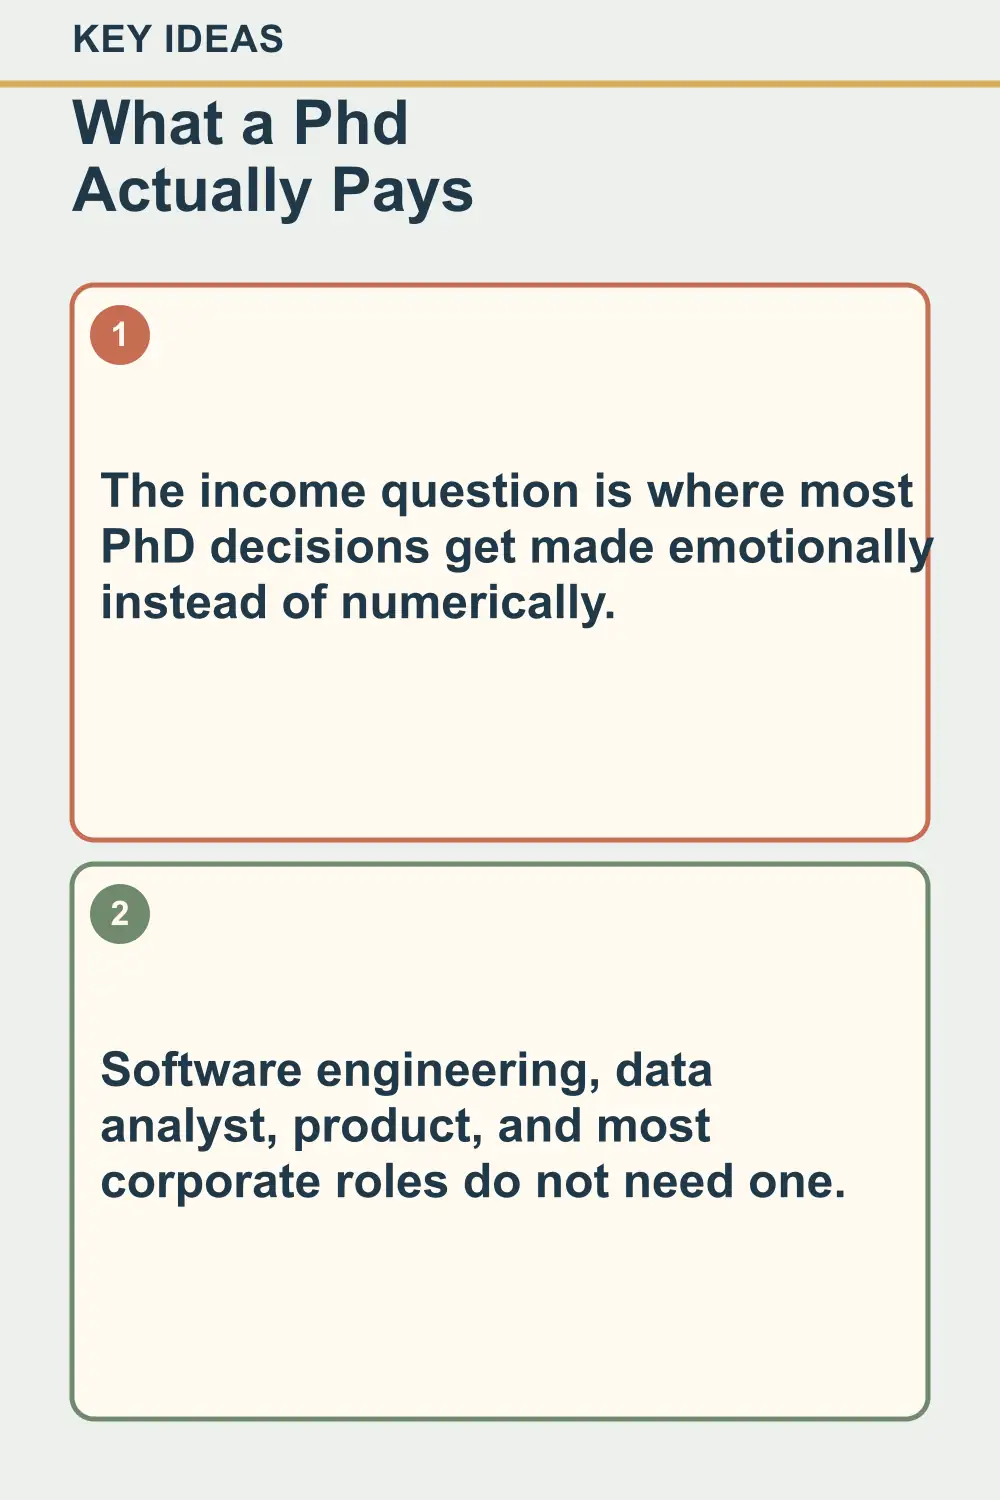 KEY IDEAS
What a Phd
Actually Pays
1
The income question is where most
PhD decisions get made emotionally
instead of numerically.
2
Software engineering, data
analyst, product, and most
corporate roles do not need one.